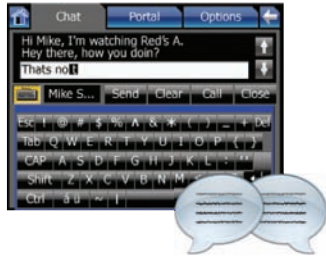 Chat Portal Options
Hi Mike, I'm watching Red's A.
Hey there, how you doin?
Thats not
Mike S... Send Clear Call Close
Esc ! @ # $ % ʌ & * ( ) _ + Del
Tab Q W E R T Y U I O P { }
CAP A S D F G H J K L : "
Shift Z X C V B N M
Ctrl á ü ~ |